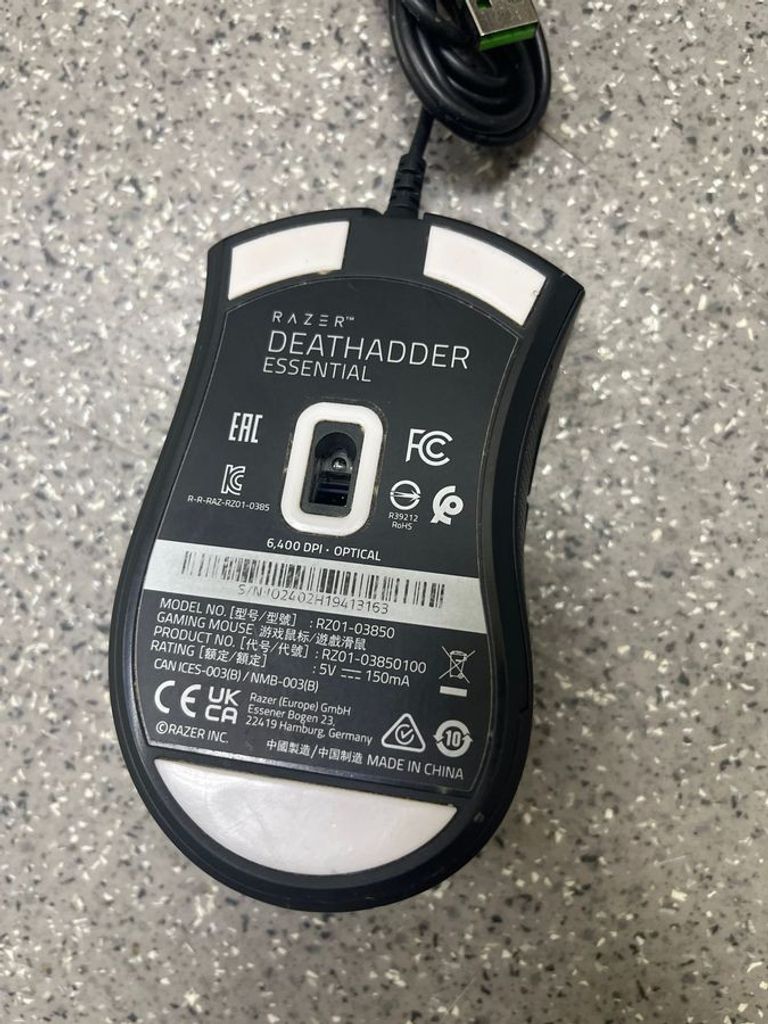 RAZER™
DEATHADDER
ESSENTIAL
EAC
FC
R-R-RAZ-RZ01-0385
R39212
RoHS
6,400 DPI · OPTICAL
S/N IO2402H19413163
MODEL NO. [型号/型號] : RZ01-03850
GAMING MOUSE 游戏鼠标/遊戲滑鼠
PRODUCT NO. [代号/代號] : RZ01-03850100
RATING [额定/額定] : 5V ⎓ 150mA
CAN ICES-003(B) / NMB-003(B)
CE UK CA
Razer (Europe) GmbH
Essener Bogen 23,
22419 Hamburg, Germany
10
©RAZER INC.
中國製造/中国制造 MADE IN CHINA